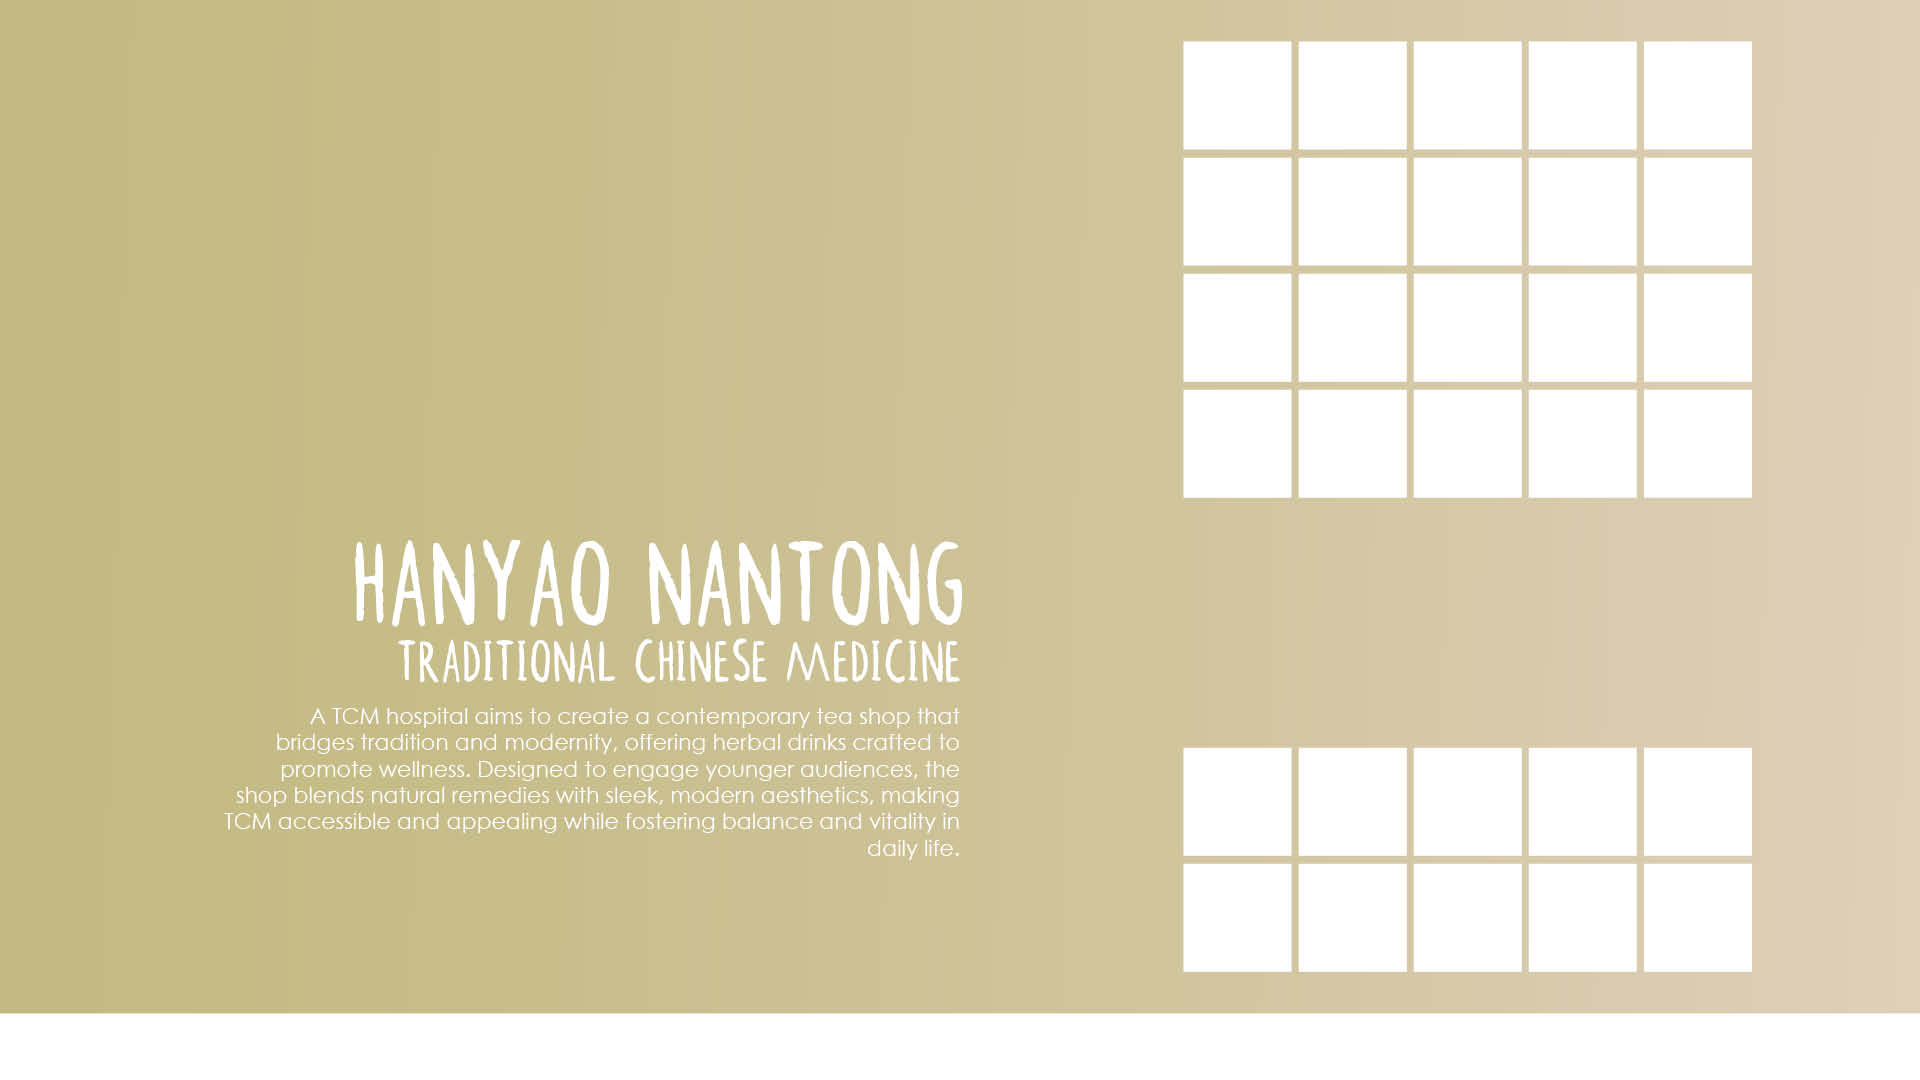 HANYAO NANTONG
TRADITIONAL CHINESE MEDICINE
A TCM hospital aims to create a contemporary tea shop that
bridges tradition and modernity, offering herbal drinks crafted to
promote wellness. Designed to engage younger audiences, the
shop blends natural remedies with sleek, modern aesthetics, making
TCM accessible and appealing while fostering balance and vitality in
daily life.